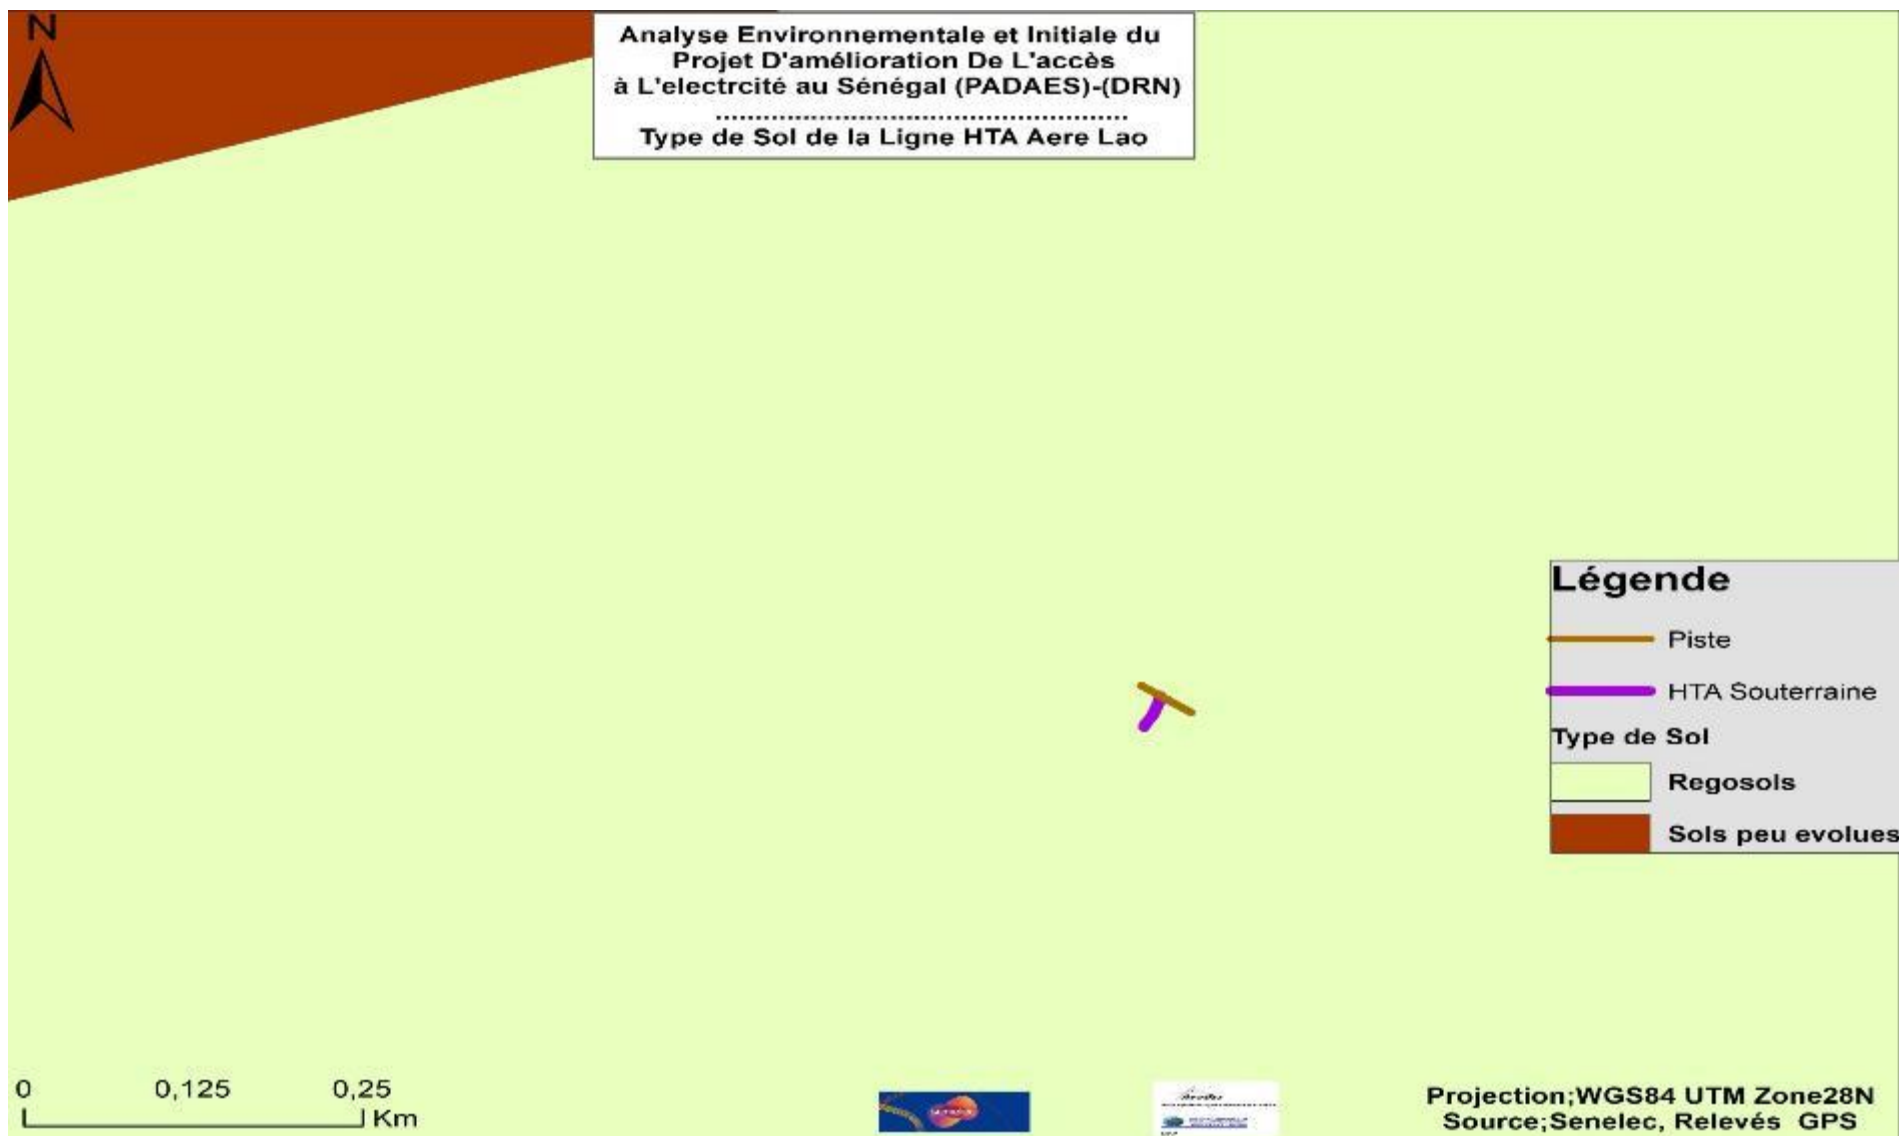 N
Analyse Environnementale et Initiale du
Projet D'amélioration De L'accès
à L'electrcité au Sénégal (PADAES)-(DRN)
Type de Sol de la Ligne HTA Aere Lao
Légende
Piste
HTA Souterraine
Type de Sol
Regosols
Sols peu evolues
0 0,125 0,25
Km
senelec
Projection;WGS84 UTM Zone28N
Source;Senelec, Relevés GPS